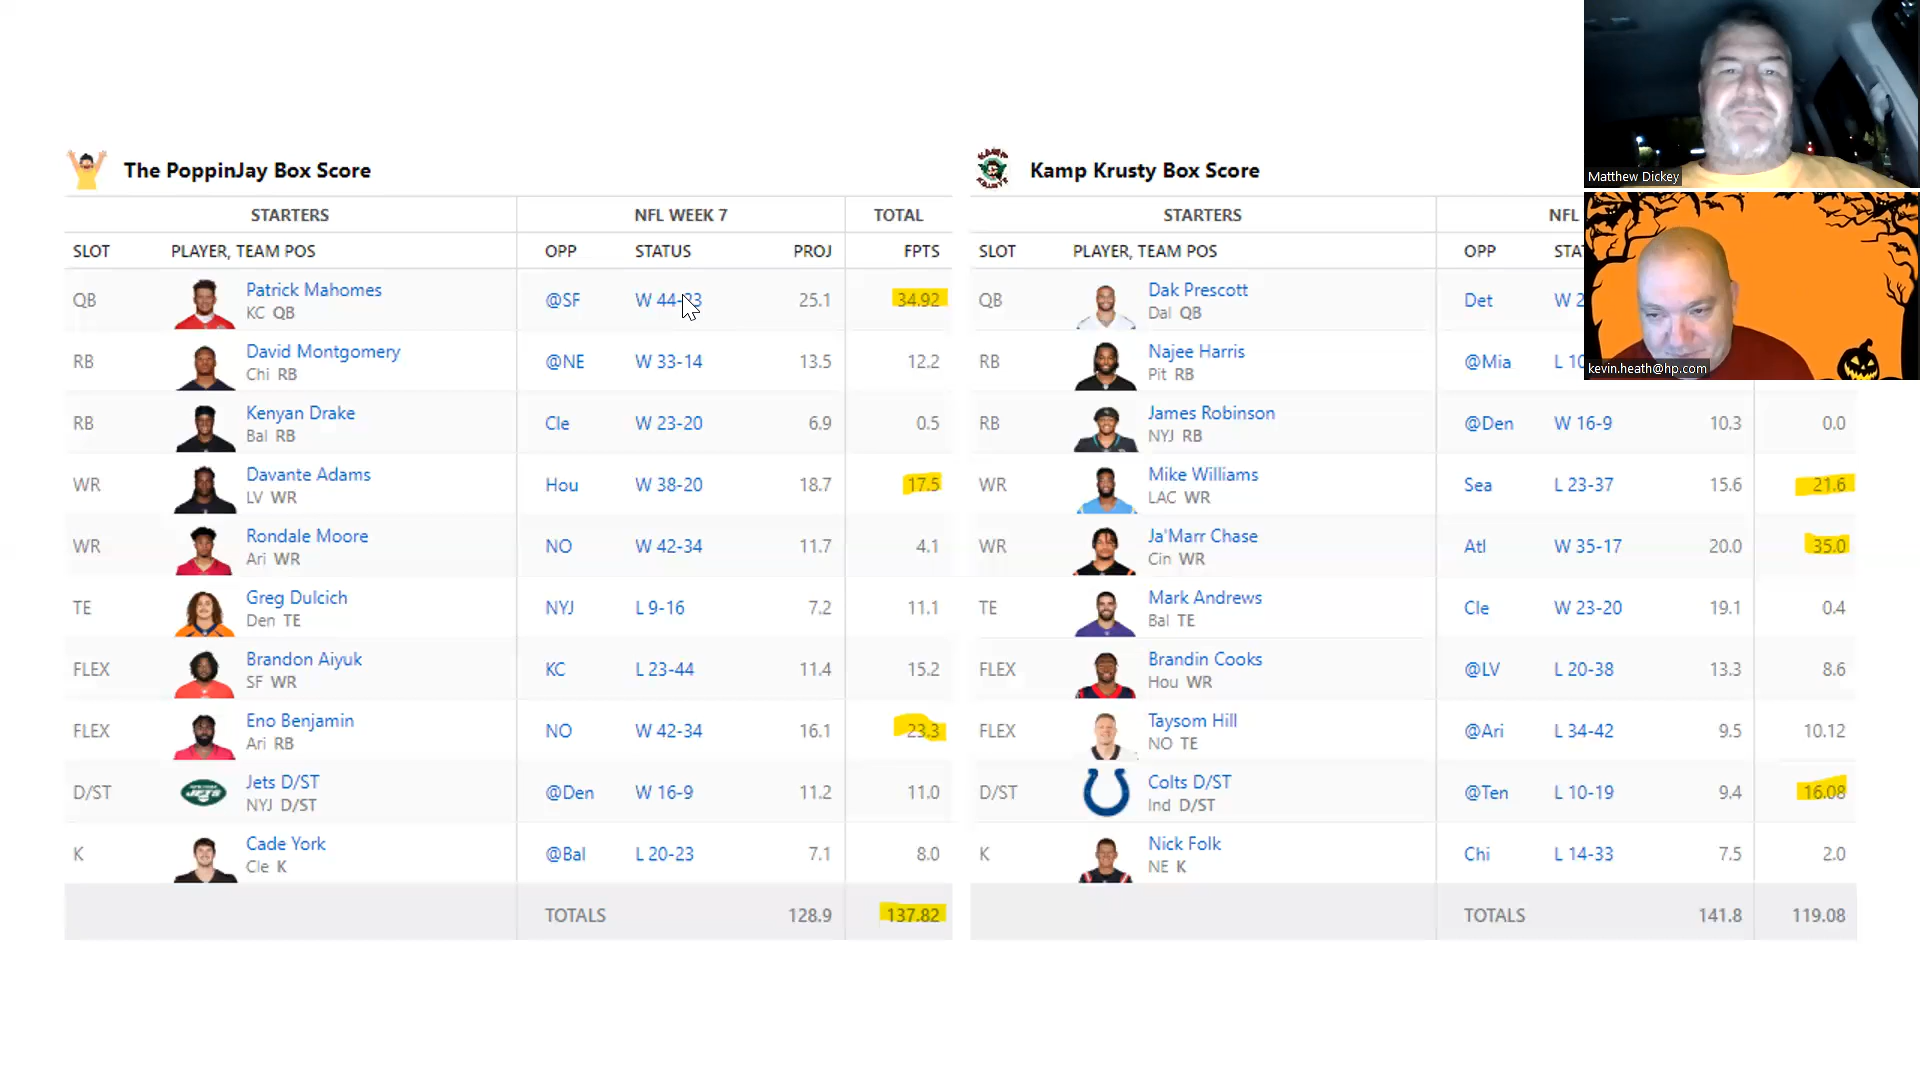 The PoppinJay Box Score
STARTERS NFL WEEK 7 TOTAL
SLOT PLAYER, TEAM POS OPP STATUS PROJ FPTS
QB Patrick Mahomes @SF W 44-23 25.1 34.92
KC QB
RB David Montgomery @NE W 33-14 13.5 12.2
Chi RB
RB Kenyan Drake Cle W 23-20 6.9 0.5
Bal RB
WR Davante Adams Hou W 38-20 18.7 17.5
LV WR
WR Rondale Moore NO W 42-34 11.7 4.1
Ari WR
TE Greg Dulcich NYJ L 9-16 7.2 11.1
Den TE
FLEX Brandon Aiyuk KC L 23-44 11.4 15.2
SF WR
FLEX Eno Benjamin NO W 42-34 16.1 23.3
Ari RB
D/ST Jets D/ST @Den W 16-9 11.2 11.0
NYJ D/ST
K Cade York @Bal L 20-23 7.1 8.0
Cle K
TOTALS 128.9 137.82
Kamp Krusty Box Score
STARTERS NFL
SLOT PLAYER, TEAM POS OPP STA
QB Dak Prescott Det W 2
Dal QB
RB Najee Harris @Mia L 10
Pit RB
RB James Robinson @Den W 16-9 10.3 0.0
NYJ RB
WR Mike Williams Sea L 23-37 15.6 21.6
LAC WR
WR Ja'Marr Chase Atl W 35-17 20.0 35.0
Cin WR
TE Mark Andrews Cle W 23-20 19.1 0.4
Bal TE
FLEX Brandin Cooks @LV L 20-38 13.3 8.6
Hou WR
FLEX Taysom Hill @Ari L 34-42 9.5 10.12
NO TE
D/ST Colts D/ST @Ten L 10-19 9.4 16.08
Ind D/ST
K Nick Folk Chi L 14-33 7.5 2.0
NE K
TOTALS 141.8 119.08
Matthew Dickey
kevin.heath@hp.com